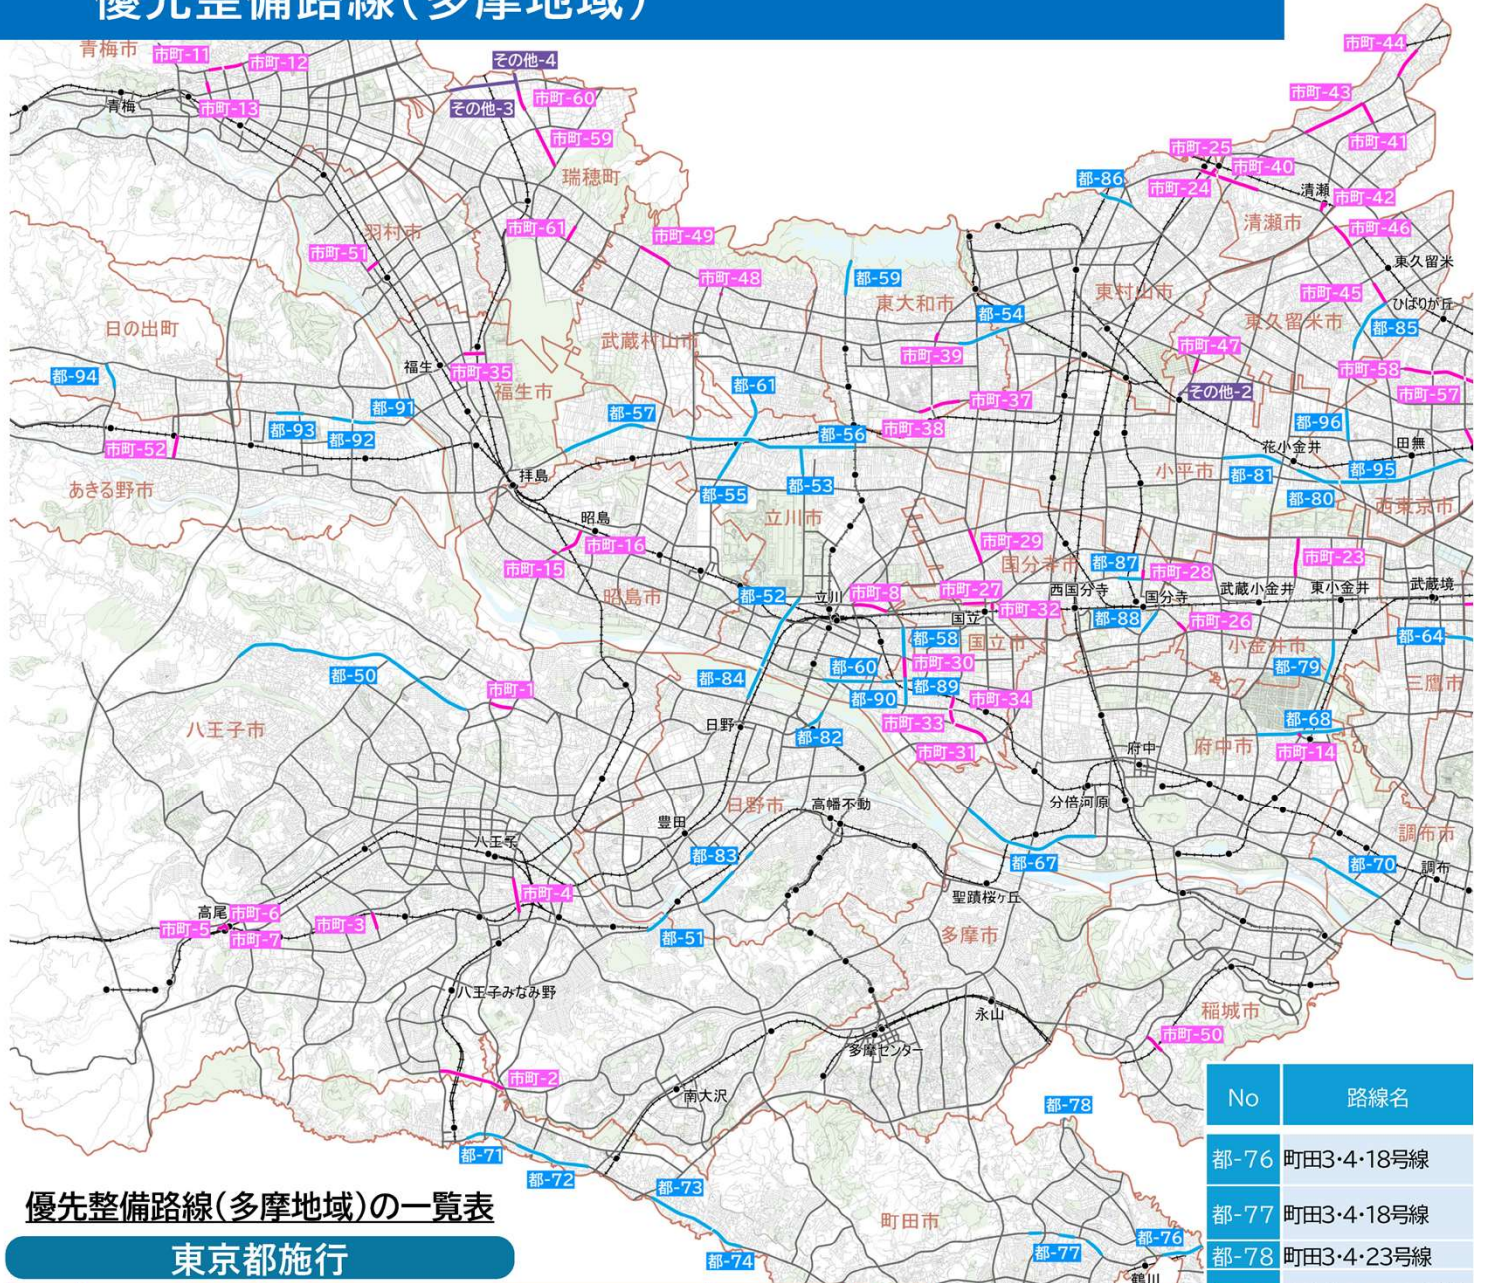 優先整備路線(多摩地域)
青梅市
市町-11
市町-12
市町-13
青梅
その他-4
その他-3
市町-60
市町-59
瑞穂町
市町-44
市町-43
市町-41
市町-25
市町-40
市町-24
清瀬
市町-42
清瀬市
市町-46
都-86
羽村市
市町-51
市町-61
市町-49
市町-48
都-59
東大和市
都-54
東村山市
市町-45
東久留米
東久留米市
ひばりが丘
都-85
日の出町
武蔵村山市
市町-39
市町-47
市町-58
市町-57
都-94
福生
市町-35
福生市
都-61
都-57
市町-37
市町-38
その他-2
都-91
都-93
都-92
都-56
都-96
花小金井
田無
市町-52
拝島
都-55
都-53
小平市
都-81
都-95
都-80
あきる野市
立川市
西東京市
昭島
市町-16
市町-15
昭島市
市町-29
国分寺市
都-87
市町-28
市町-23
都-52
立川
市町-8
市町-27
国立
市町-32
西国分寺
国分寺
都-88
市町-26
武蔵小金井
東小金井
武蔵境
都-58
国立市
小金井市
都-64
都-50
市町-1
都-84
都-60
市町-30
都-90
都-89
市町-34
都-79
三鷹市
八王子市
日野
都-82
市町-33
市町-31
都-68
府中
府中市
市町-14
日野市
高幡不動
豊田
分倍河原
調布市
八王子
都-83
都-67
都-70
調布
市町-4
聖蹟桜ヶ丘
高尾
市町-6
市町-5
市町-7
市町-3
都-51
多摩市
八王子みなみ野
永山
稲城市
市町-50
多摩センター
市町-2
南大沢
都-78
都-71
都-72
都-73
都-74
町田市
都-77
都-76
鶴川
No 路線名
都-76 町田3・4・18号線
都-77 町田3・4・18号線
都-78 町田3・4・23号線
優先整備路線(多摩地域)の一覧表
東京都施行